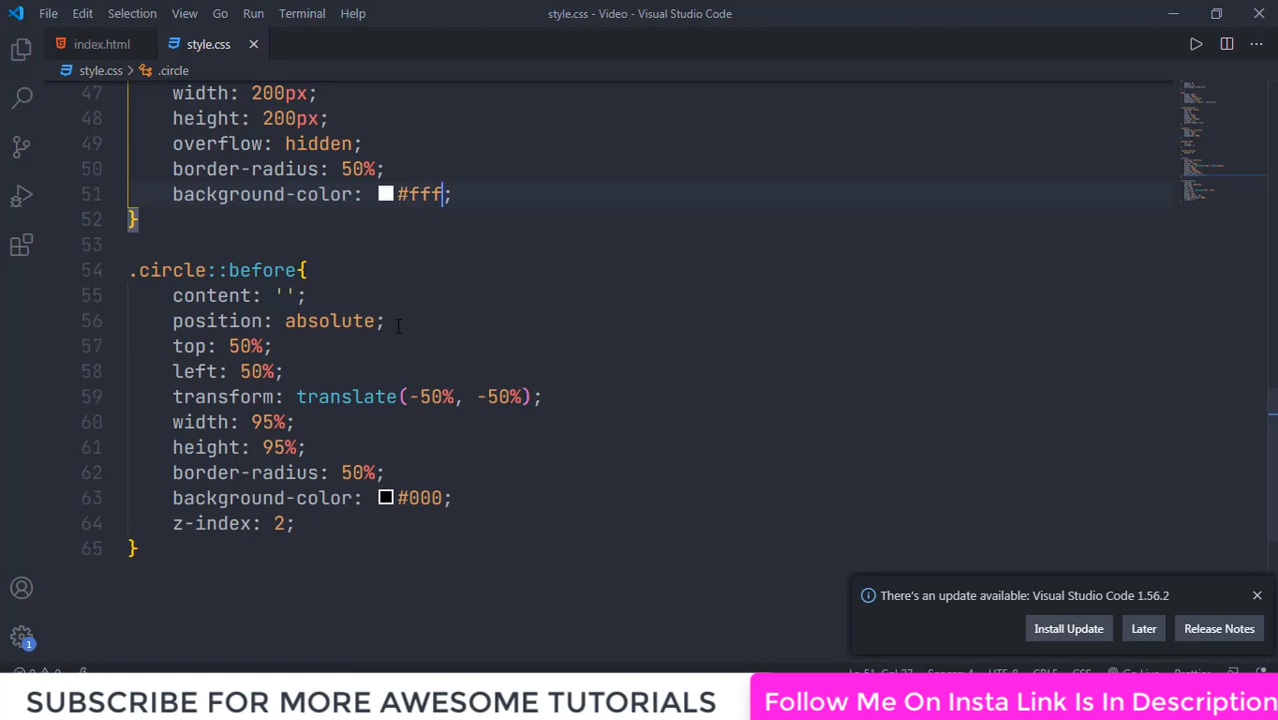 File Edit Selection View Go Run Terminal Help style.css - Video - Visual Studio Code
index.html style.css
style.css > .circle
47 width: 200px;
48 height: 200px;
49 overflow: hidden;
50 border-radius: 50%;
51 background-color: #fff;
52 }
53
54 .circle::before{
55 content: '';
56 position: absolute;
57 top: 50%;
58 left: 50%;
59 transform: translate(-50%, -50%);
60 width: 95%;
61 height: 95%;
62 border-radius: 50%;
63 background-color: #000;
64 z-index: 2;
65 }
There's an update available: Visual Studio Code 1.56.2
Install Update Later Release Notes
1
SUBSCRIBE FOR MORE AWESOME TUTORIALS Follow Me On Insta Link Is In Description